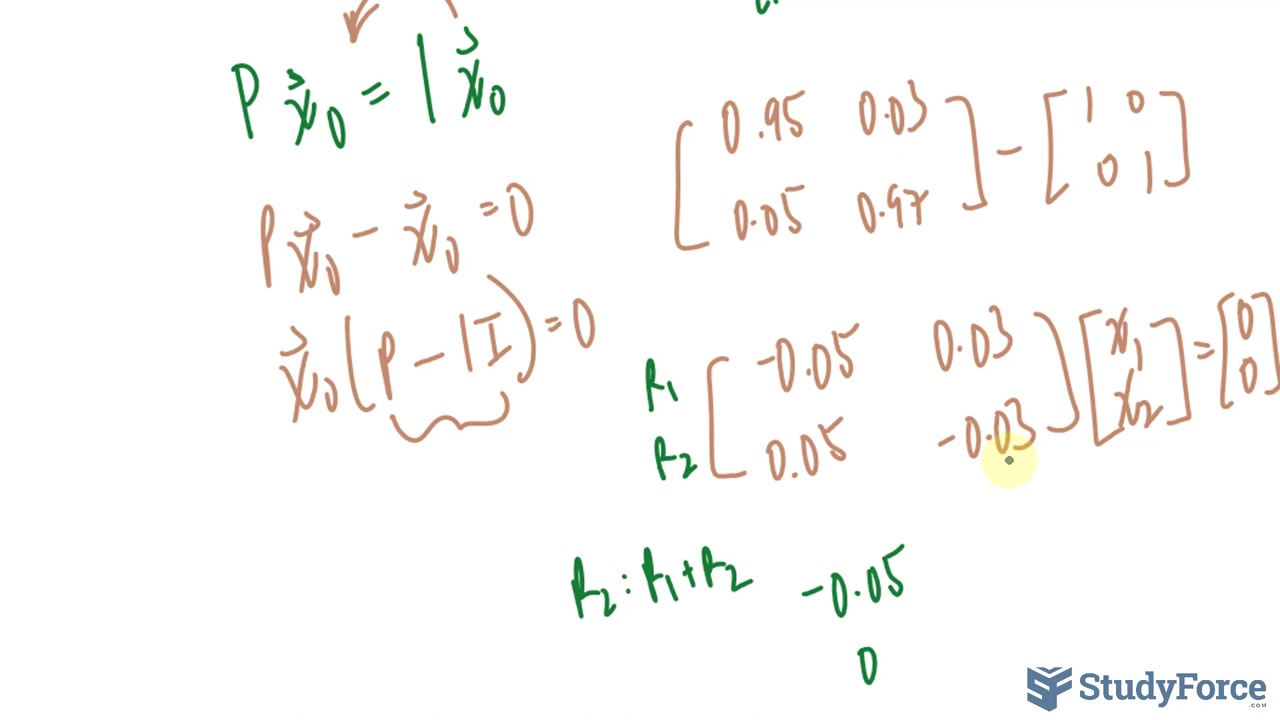 P x⃗₀ = 1 x⃗₀
P x⃗₀ − x⃗₀ = 0
x⃗₀ (P − 1I) = 0
[0.95 0.03
0.05 0.97] − [1 0
0 1]
R₁ [-0.05 0.03
R₂ 0.05 -0.03] [x₁
x₂] = [0
0]
R₂ : R₁ + R₂ -0.05
0
StudyForce
.COM